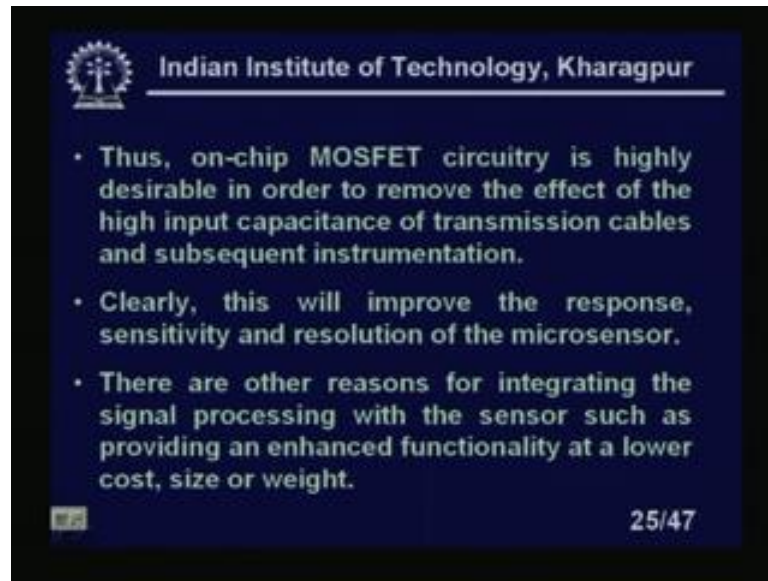 Indian Institute of Technology, Kharagpur
• Thus, on-chip MOSFET circuitry is highly
desirable in order to remove the effect of the
high input capacitance of transmission cables
and subsequent instrumentation.
• Clearly, this will improve the response,
sensitivity and resolution of the microsensor.
• There are other reasons for integrating the
signal processing with the sensor such as
providing an enhanced functionality at a lower
cost, size or weight.
25/47